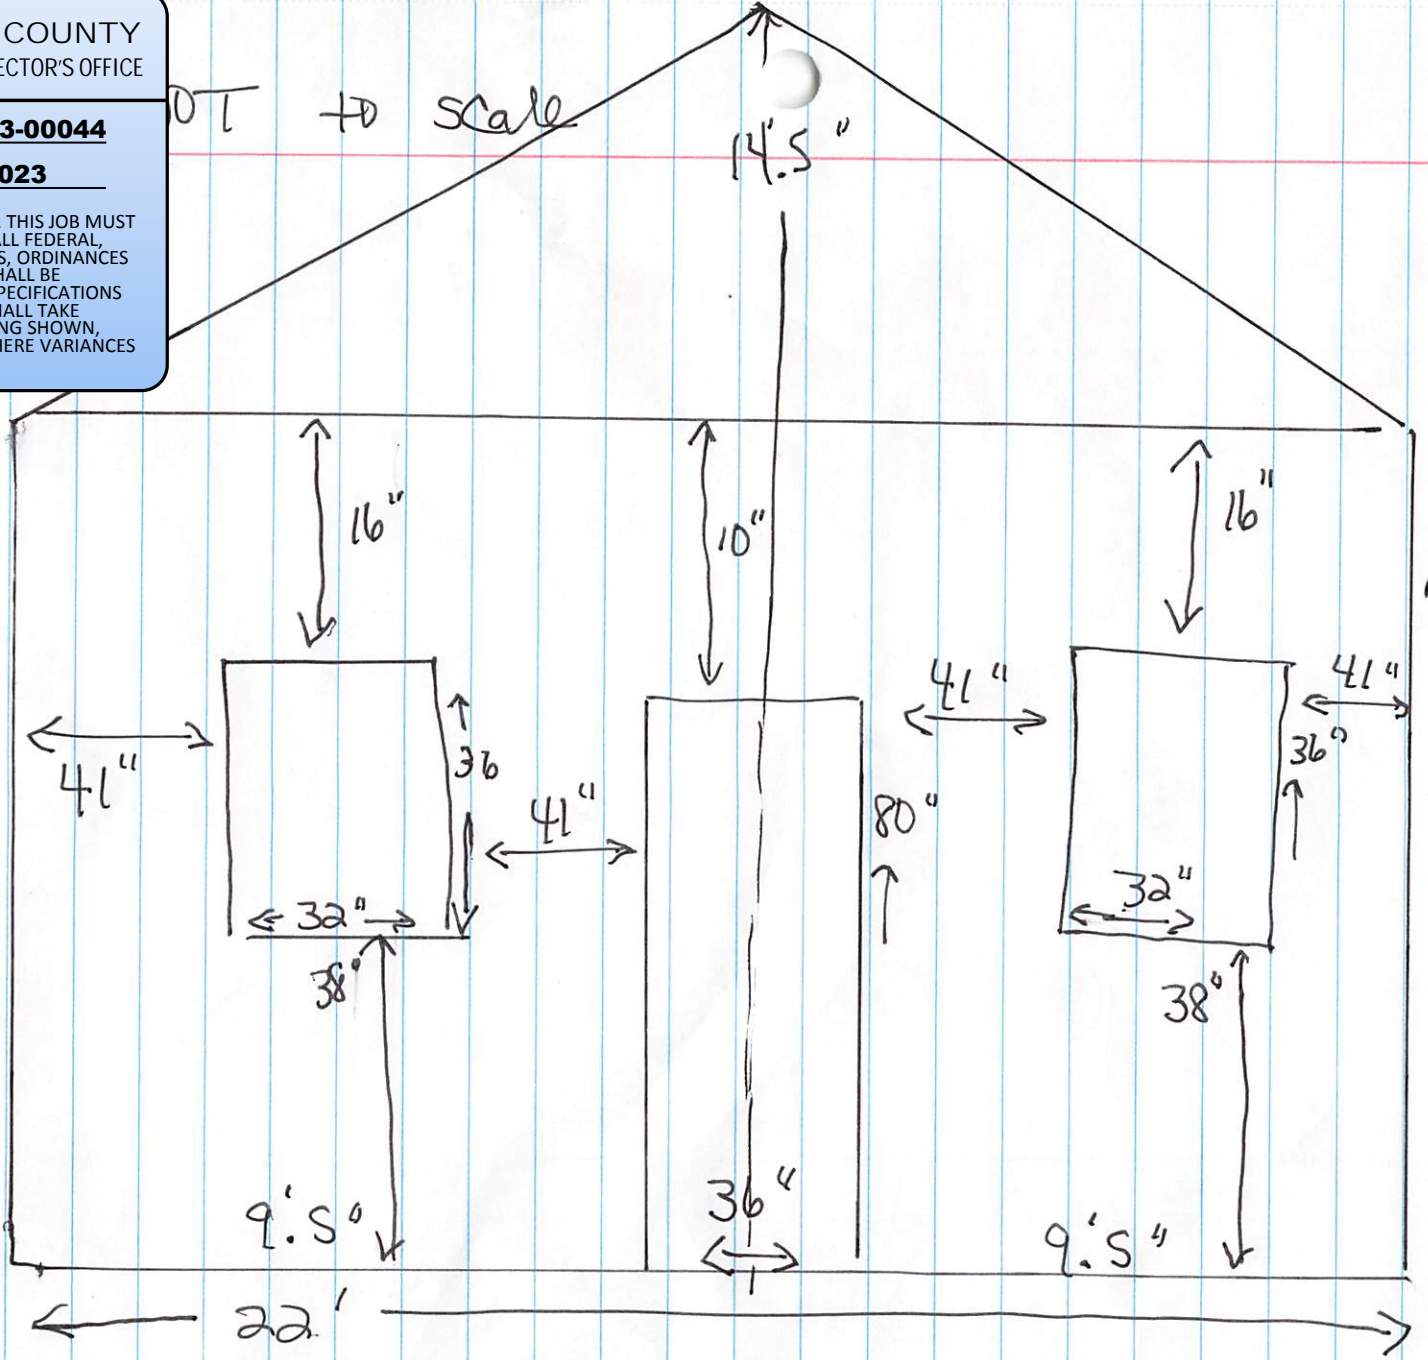 COUNTY
ECTOR'S OFFICE
3-00044
023
THIS JOB MUST
ALL FEDERAL,
S, ORDINANCES
HALL BE
PECIFICATIONS
HALL TAKE
NG SHOWN,
HERE VARIANCES
OT to scale
14'.5"
16"
10"
16"
41"
41"
41"
36
36"
41"
80"
32"
32"
38"
38"
36"
9'.5"
9'.5"
22'